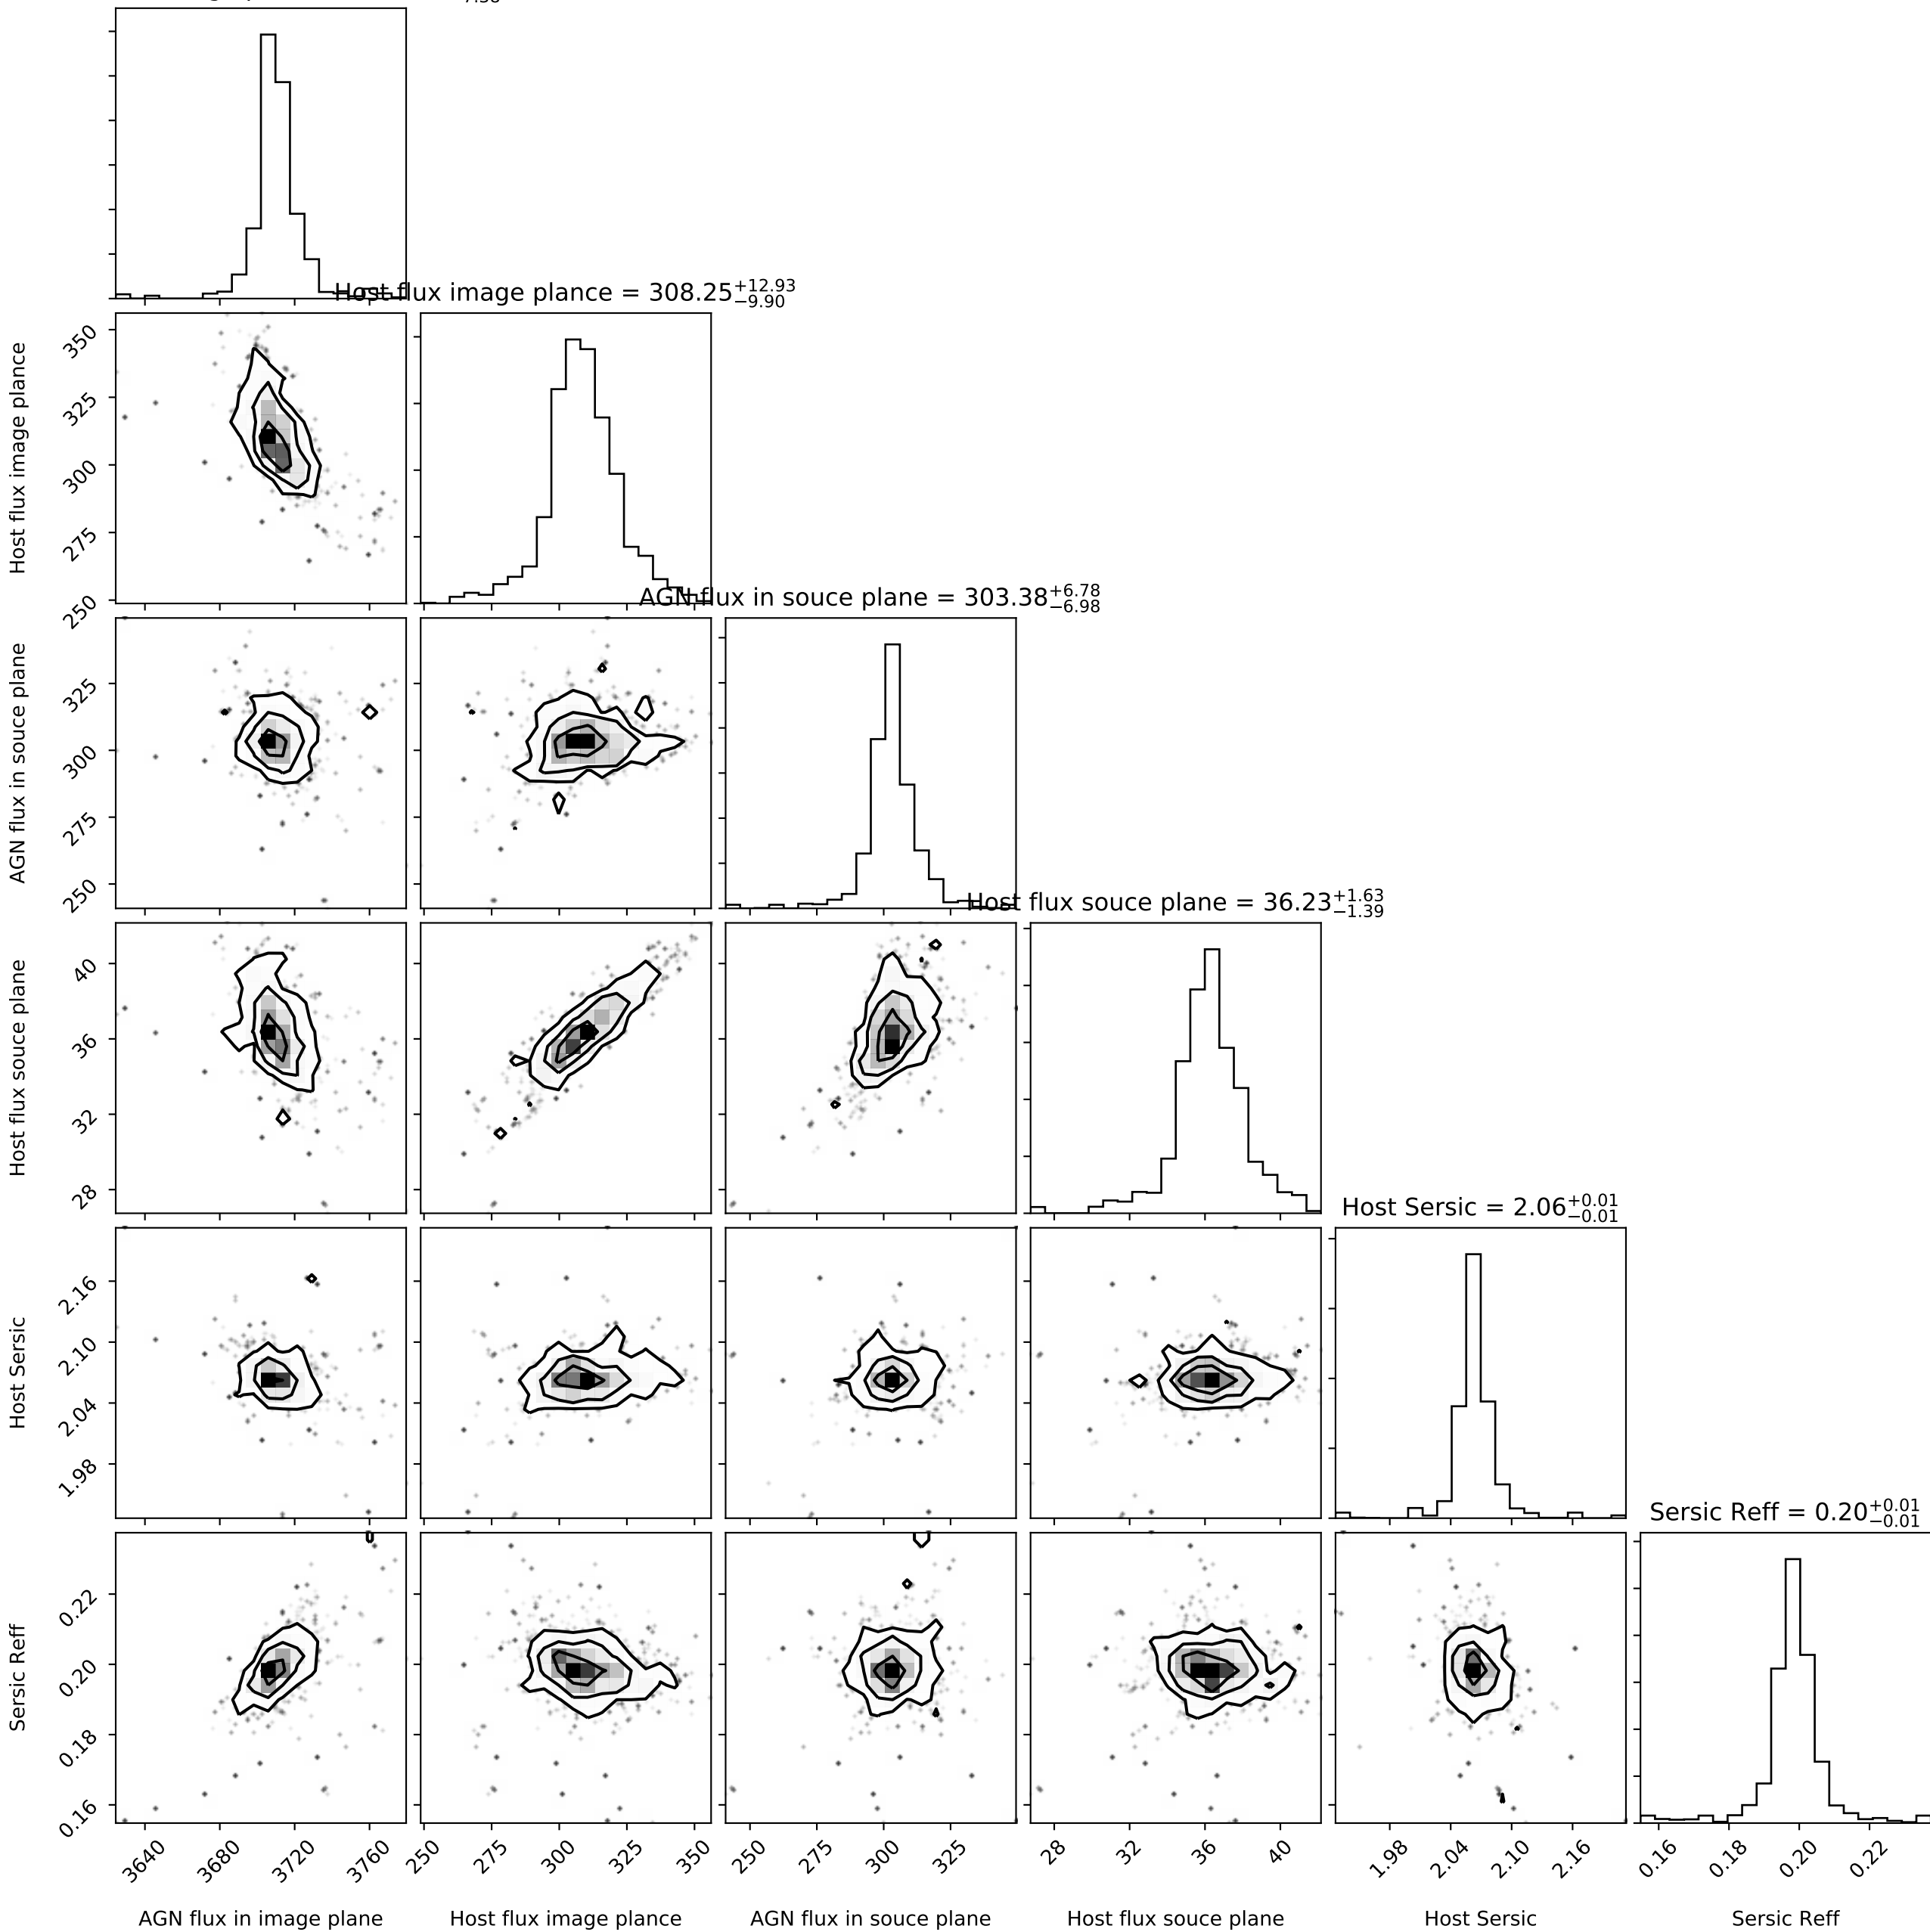 Host flux image plance = 308.25 +12.93 −9.90
350
325
300
275
250
Host flux image plance
AGN flux in souce plane = 303.38 +6.78 −6.98
325
300
275
250
AGN flux in souce plane
Host flux souce plane = 36.23 +1.63 −1.39
40
36
32
28
Host flux souce plane
Host Sersic = 2.06 +0.01 −0.01
2.16
2.10
2.04
1.98
Host Sersic
Sersic Reff = 0.20 +0.01 −0.01
0.22
0.20
0.18
0.16
Sersic Reff
3640 3680 3720 3760 250 275 300 325 350 250 275 300 325 28 32 36 40 1.98 2.04 2.10 2.16 0.16 0.18 0.20 0.22
AGN flux in image plane Host flux image plance AGN flux in souce plane Host flux souce plane Host Sersic Sersic Reff